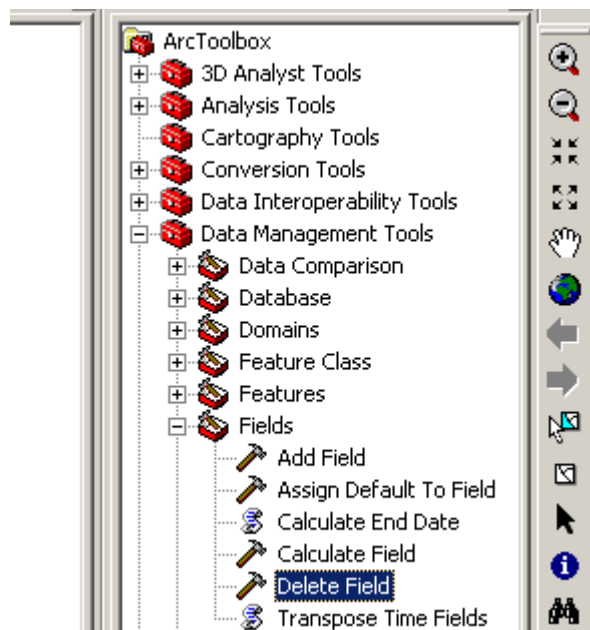 ArcToolbox
3D Analyst Tools
Analysis Tools
Cartography Tools
Conversion Tools
Data Interoperability Tools
Data Management Tools
Data Comparison
Database
Domains
Feature Class
Features
Fields
Add Field
Assign Default To Field
Calculate End Date
Calculate Field
Delete Field
Transpose Time Fields